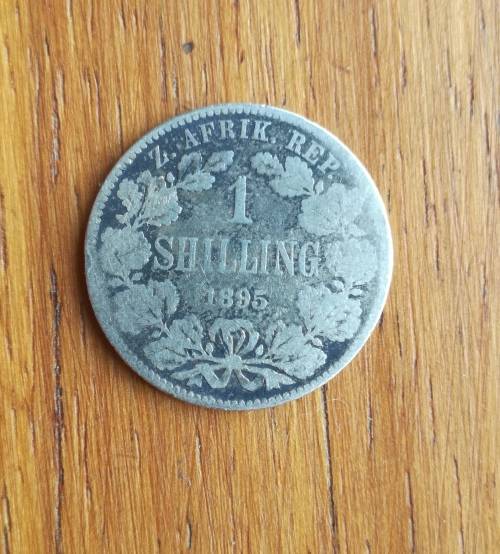 Z. AFRIK. REP.
1
SHILLING
1895